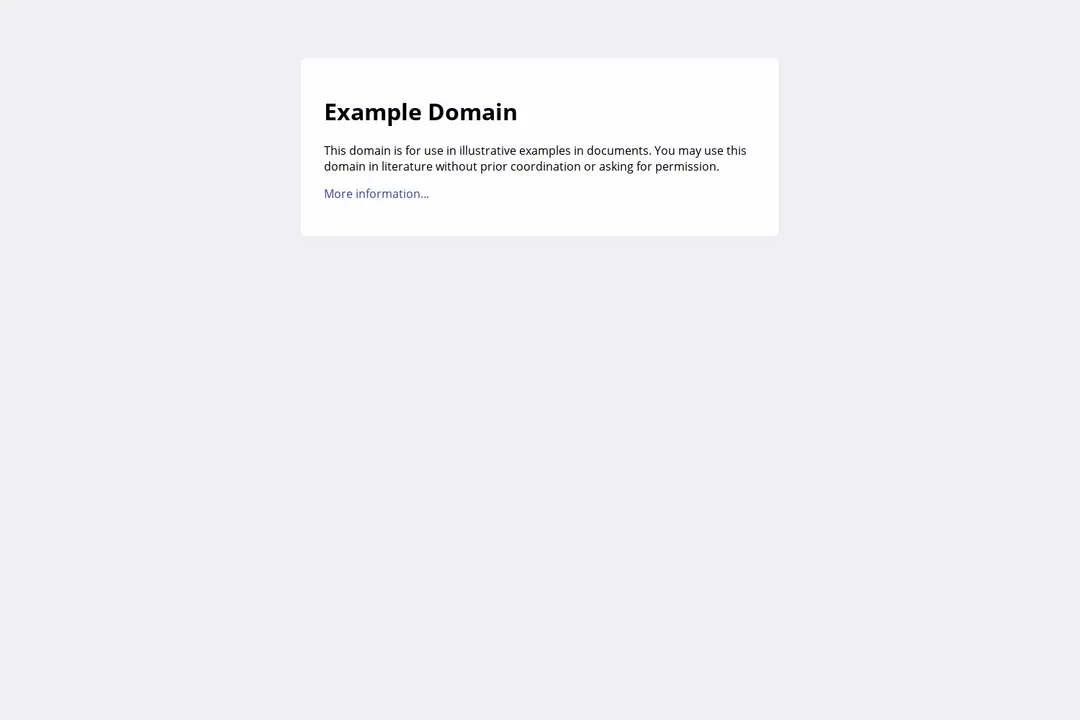 Example Domain
This domain is for use in illustrative examples in documents. You may use this
domain in literature without prior coordination or asking for permission.
More information...